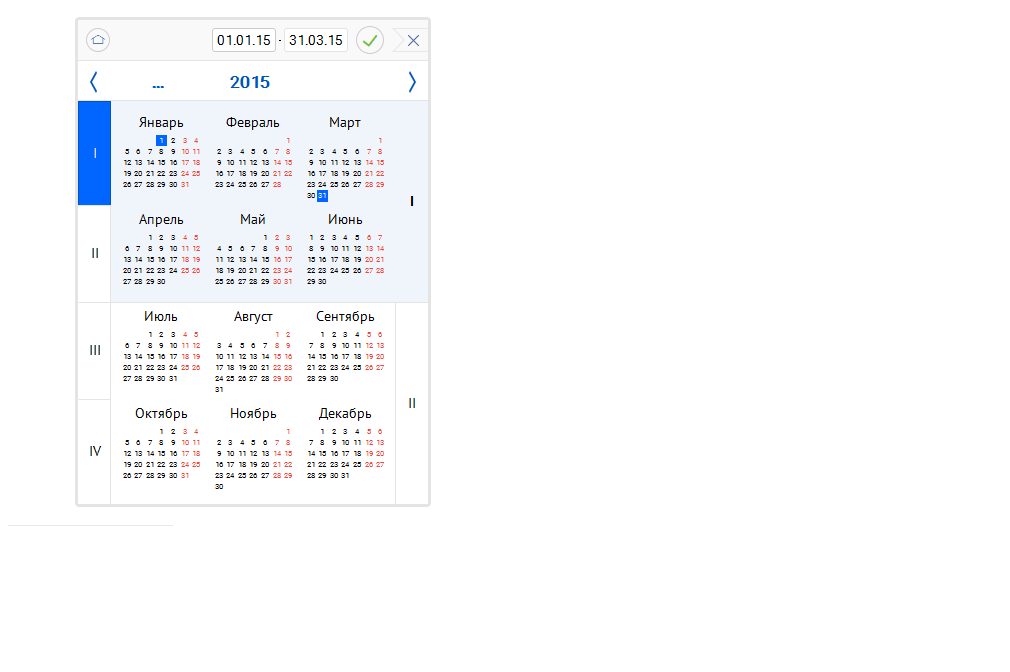 01.01.15 - 31.03.15
... 2015
Январь Февраль Март
1 2 3 4 1 1
I 5 6 7 8 9 10 11 2 3 4 5 6 7 8 2 3 4 5 6 7 8
12 13 14 15 16 17 18 9 10 11 12 13 14 15 9 10 11 12 13 14 15
19 20 21 22 23 24 25 16 17 18 19 20 21 22 16 17 18 19 20 21 22
26 27 28 29 30 31 23 24 25 26 27 28 23 24 25 26 27 28 29
30 31
I
Апрель Май Июнь
1 2 3 4 5 1 2 3 1 2 3 4 5 6 7
6 7 8 9 10 11 12 4 5 6 7 8 9 10 8 9 10 11 12 13 14
II 13 14 15 16 17 18 19 11 12 13 14 15 16 17 15 16 17 18 19 20 21
20 21 22 23 24 25 26 18 19 20 21 22 23 24 22 23 24 25 26 27 28
27 28 29 30 25 26 27 28 29 30 31 29 30
Июль Август Сентябрь
1 2 3 4 5 1 2 1 2 3 4 5 6
6 7 8 9 10 11 12 3 4 5 6 7 8 9 7 8 9 10 11 12 13
III 13 14 15 16 17 18 19 10 11 12 13 14 15 16 14 15 16 17 18 19 20
20 21 22 23 24 25 26 17 18 19 20 21 22 23 21 22 23 24 25 26 27
27 28 29 30 31 24 25 26 27 28 29 30 28 29 30
31
II
Октябрь Ноябрь Декабрь
1 2 3 4 1 1 2 3 4 5 6
5 6 7 8 9 10 11 2 3 4 5 6 7 8 7 8 9 10 11 12 13
IV 12 13 14 15 16 17 18 9 10 11 12 13 14 15 14 15 16 17 18 19 20
19 20 21 22 23 24 25 16 17 18 19 20 21 22 21 22 23 24 25 26 27
26 27 28 29 30 31 23 24 25 26 27 28 29 28 29 30 31
30